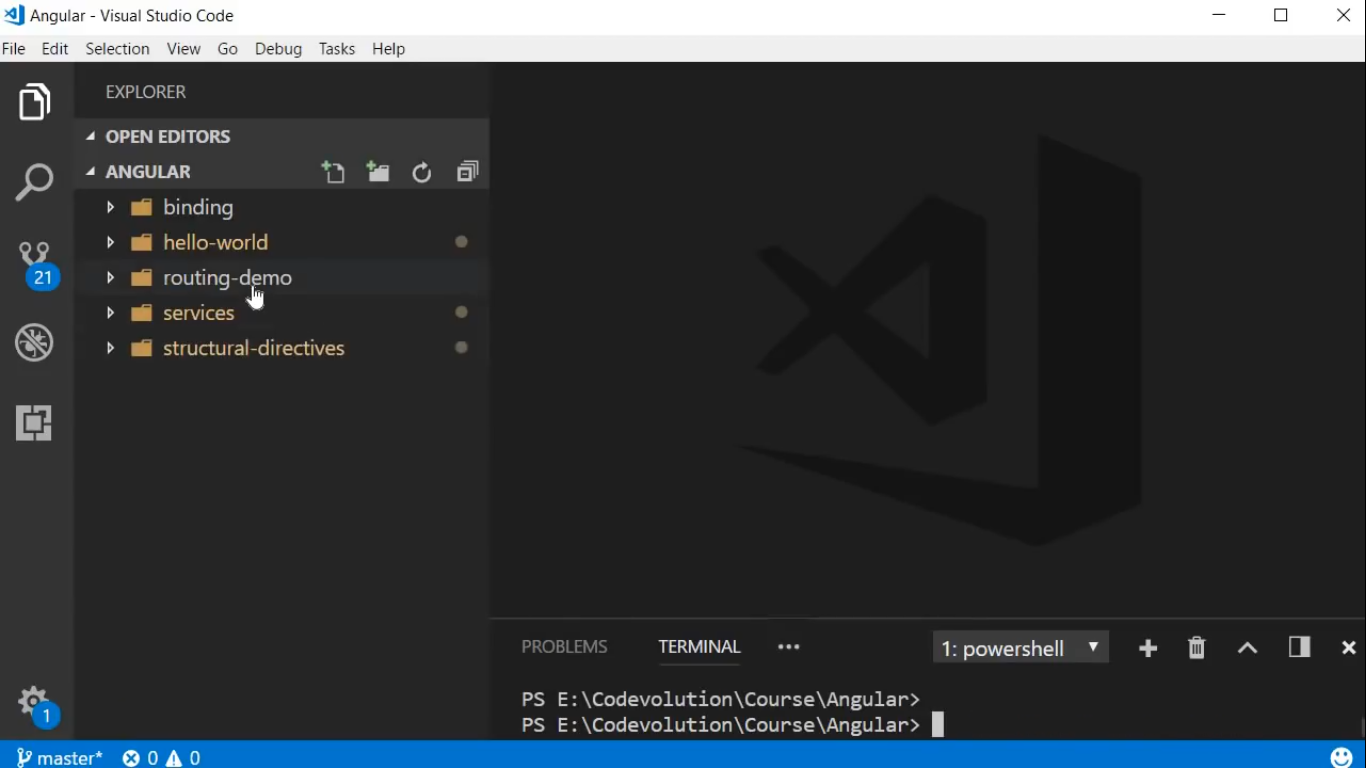 Angular - Visual Studio Code
File Edit Selection View Go Debug Tasks Help
EXPLORER
OPEN EDITORS
ANGULAR
binding
hello-world
routing-demo
services
structural-directives
21
1
PROBLEMS TERMINAL ••• 1: powershell
PS E:\Codevolution\Course\Angular>
PS E:\Codevolution\Course\Angular>
master* 0 0